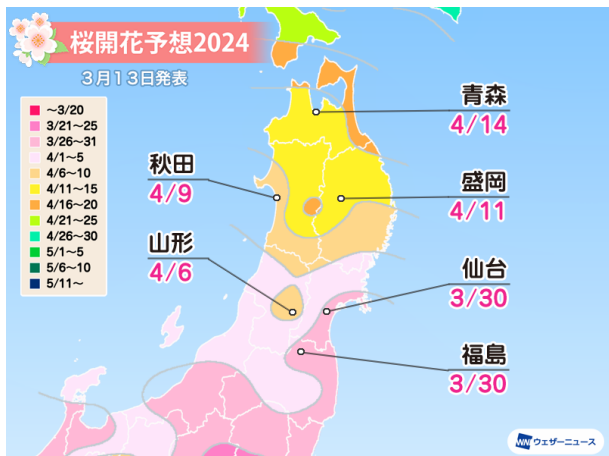 桜開花予想2024
3月13日発表
～3/20
3/21～25
3/26～31
4/1～5
4/6～10
4/11～15
4/16～20
4/21～25
4/26～30
5/1～5
5/6～10
5/11～
青森
4/14
秋田
4/9
盛岡
4/11
山形
4/6
仙台
3/30
福島
3/30
WN ウェザーニュース